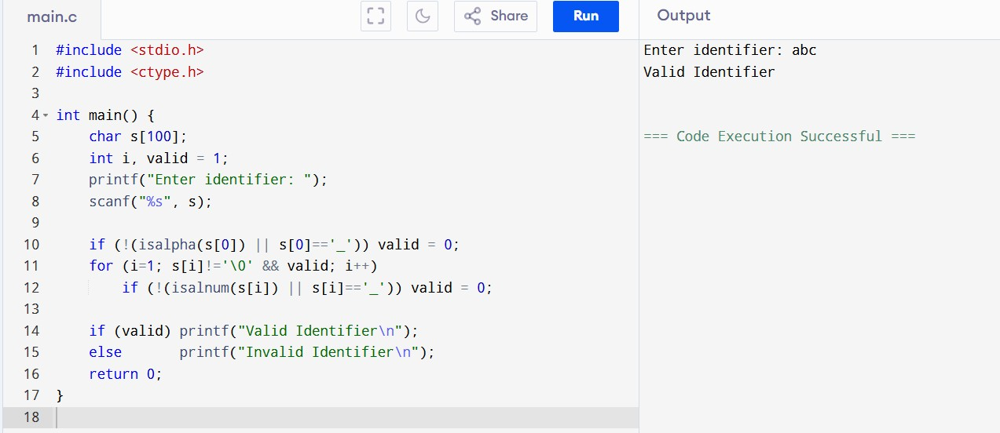 main.c
Share
Run
Output
1 #include <stdio.h>
2 #include <ctype.h>
3
4 int main() {
5     char s[100];
6     int i, valid = 1;
7     printf("Enter identifier: ");
8     scanf("%s", s);
9
10     if (!(isalpha(s[0]) || s[0]=='_')) valid = 0;
11     for (i=1; s[i]!='\0' && valid; i++)
12         if (!(isalnum(s[i]) || s[i]=='_')) valid = 0;
13
14     if (valid) printf("Valid Identifier\n");
15     else       printf("Invalid Identifier\n");
16     return 0;
17 }
18
Enter identifier: abc
Valid Identifier
=== Code Execution Successful ===